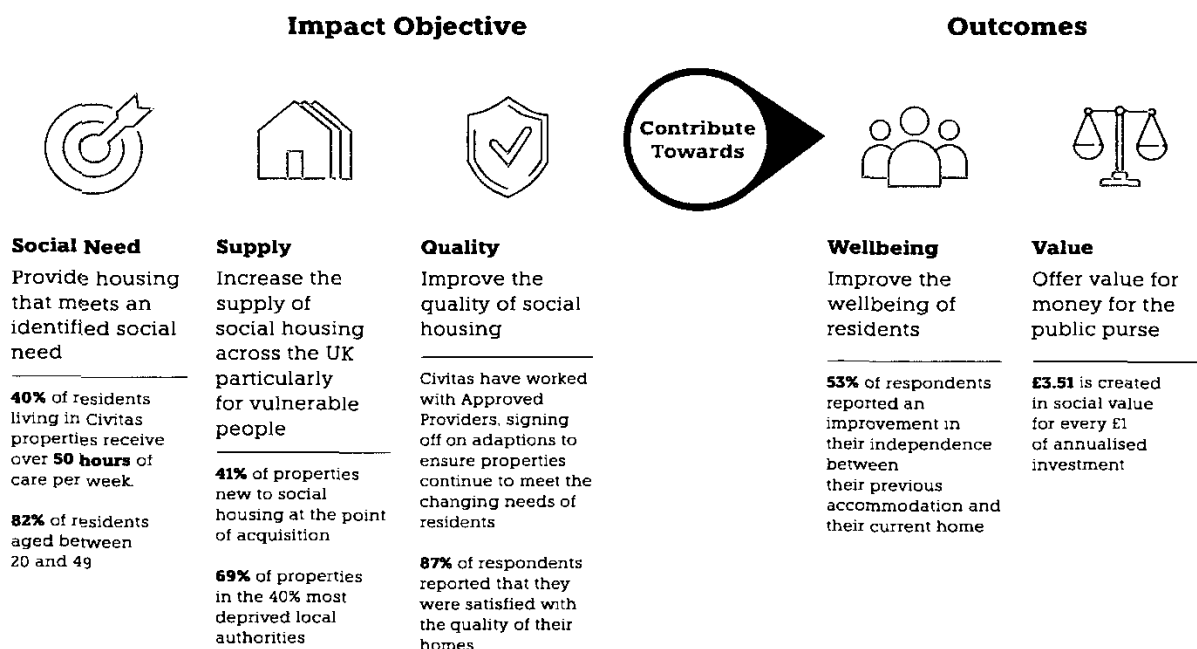 Impact Objective
Outcomes
Contribute
Towards
Social Need
Provide housing
that meets an
identified social
need
40% of residents
living in Civitas
properties receive
over 50 hours of
care per week.
82% of residents
aged between
20 and 49
Supply
Increase the
supply of
social housing
across the UK
particularly
for vulnerable
people
41% of properties
new to social
housing at the point
of acquisition
69% of properties
in the 40% most
deprived local
authorities
Quality
Improve the
quality of social
housing
Civitas have worked
with Approved
Providers, signing
off on adaptions to
ensure properties
continue to meet the
changing needs of
residents
87% of respondents
reported that they
were satisfied with
the quality of their
homes
Wellbeing
Improve the
wellbeing of
residents
53% of respondents
reported an
improvement in
their independence
between
their previous
accommodation and
their current home
Value
Offer value for
money for the
public purse
£3.51 is created
in social value
for every £1
of annualised
investment